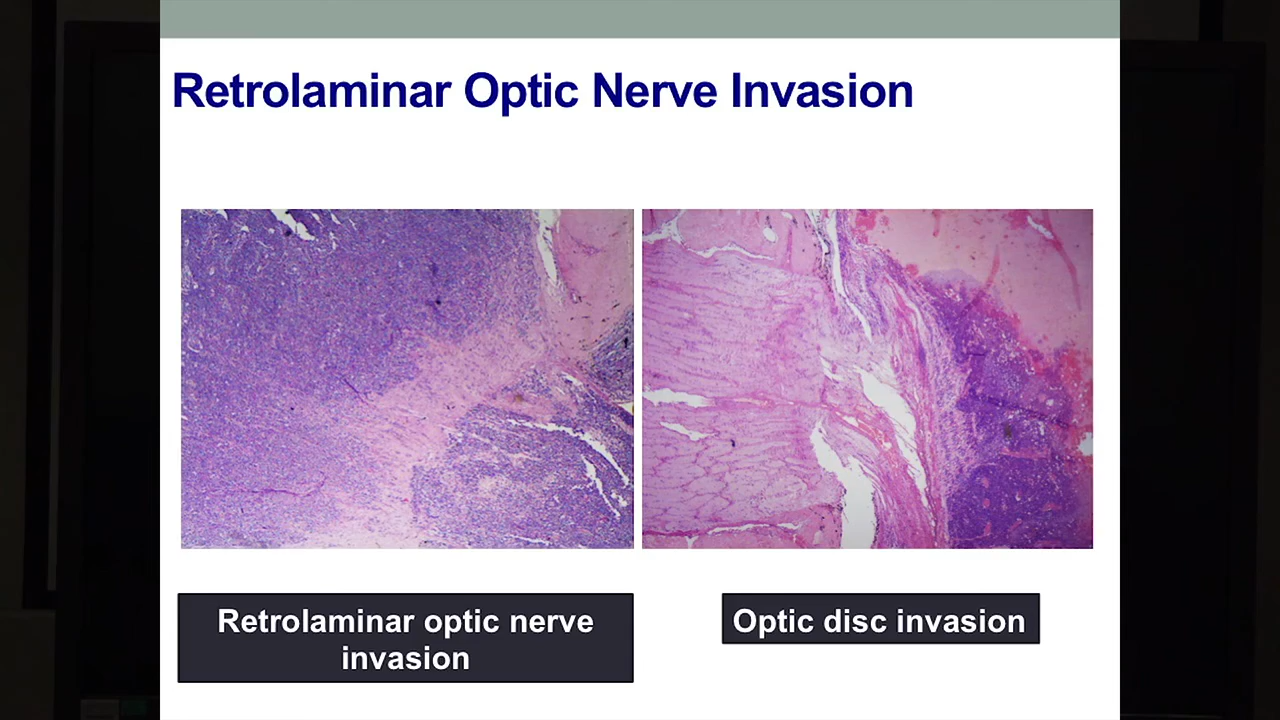 Retrolaminar Optic Nerve Invasion
Retrolaminar optic nerve
invasion
Optic disc invasion